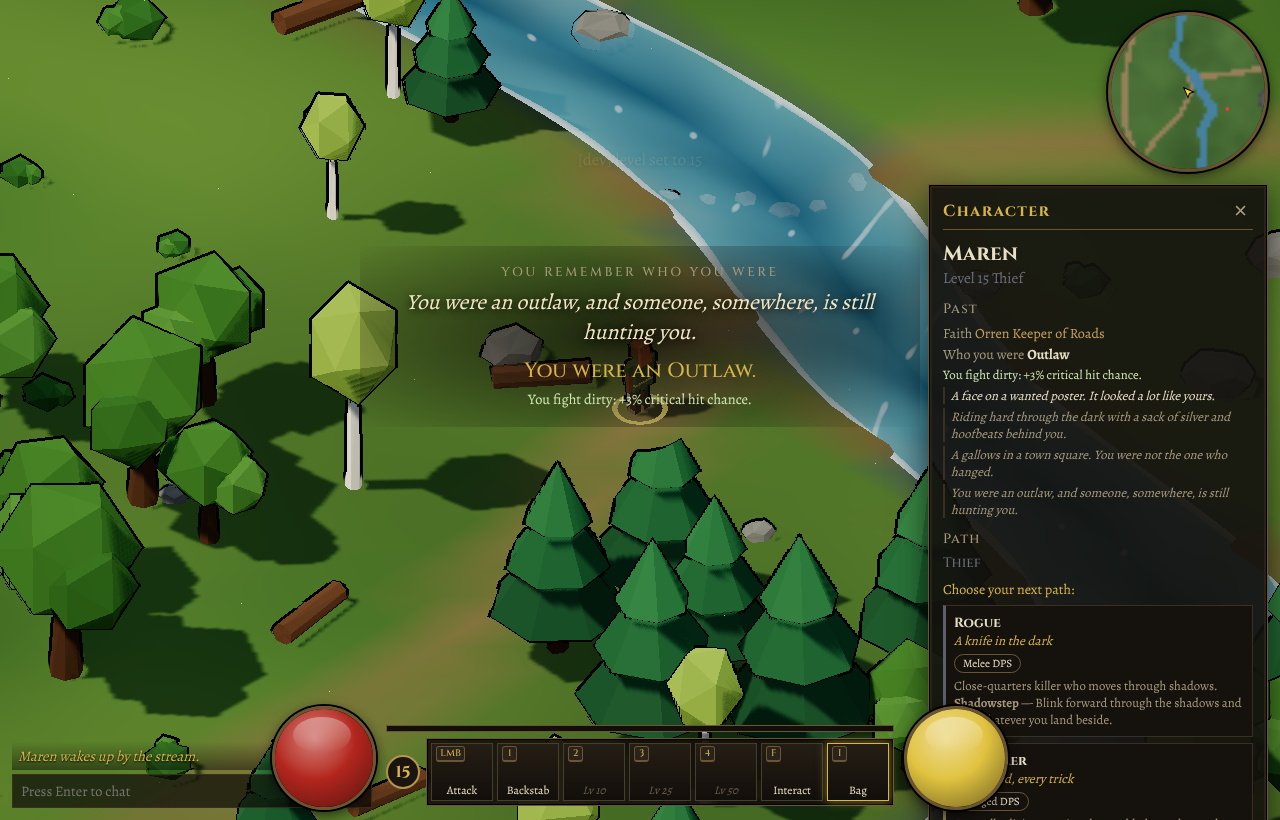 [dev] level set to 15
YOU REMEMBER WHO YOU WERE
You were an outlaw, and someone, somewhere, is still
hunting you.
YOU WERE AN OUTLAW.
You fight dirty: +3% critical hit chance.
CHARACTER
×
MAREN
Level 15 Thief
PAST
Faith Orren Keeper of Roads
Who you were Outlaw
You fight dirty: +3% critical hit chance.
A face on a wanted poster. It looked a lot like yours.
Riding hard through the dark with a sack of silver and
hoofbeats behind you.
A gallows in a town square. You were not the one who
hanged.
You were an outlaw, and someone, somewhere, is still
hunting you.
PATH
THIEF
Choose your next path:
ROGUE
A knife in the dark
Melee DPS
Close-quarters killer who moves through shadows.
Shadowstep — Blink forward through the shadows and
whatever you land beside.
every trick
DPS
Maren wakes up by the stream.
Press Enter to chat
15
LMB
Attack
1
Backstab
2
Lv 10
3
Lv 25
4
Lv 50
F
Interact
I
Bag